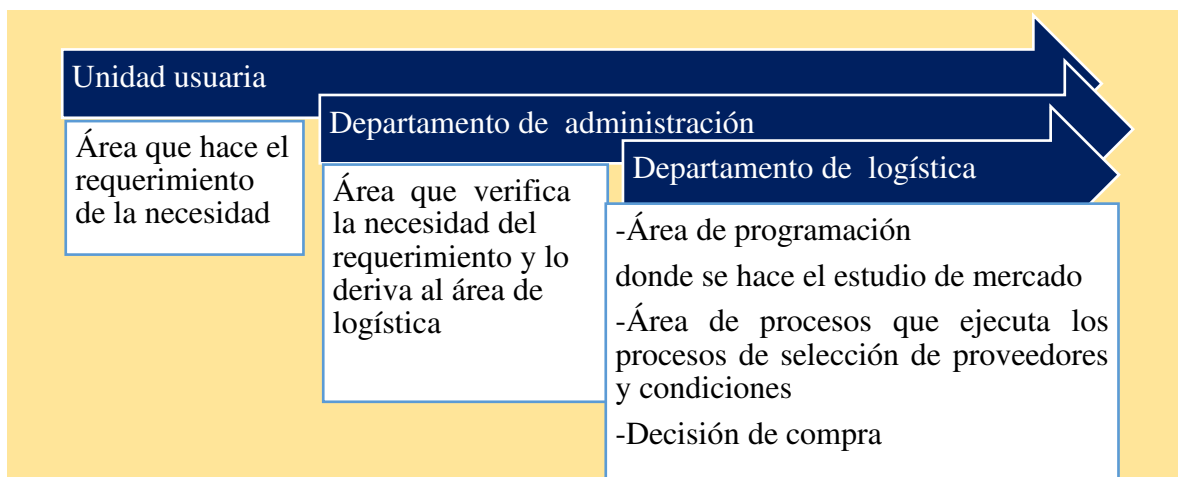 Unidad usuaria
Área que hace el
requerimiento
de la necesidad
Departamento de administración
Área que verifica
la necesidad del
requerimiento y lo
deriva al área de
logística
Departamento de logística
-Área de programación
donde se hace el estudio de mercado
-Área de procesos que ejecuta los
procesos de selección de proveedores
y condiciones
-Decisión de compra